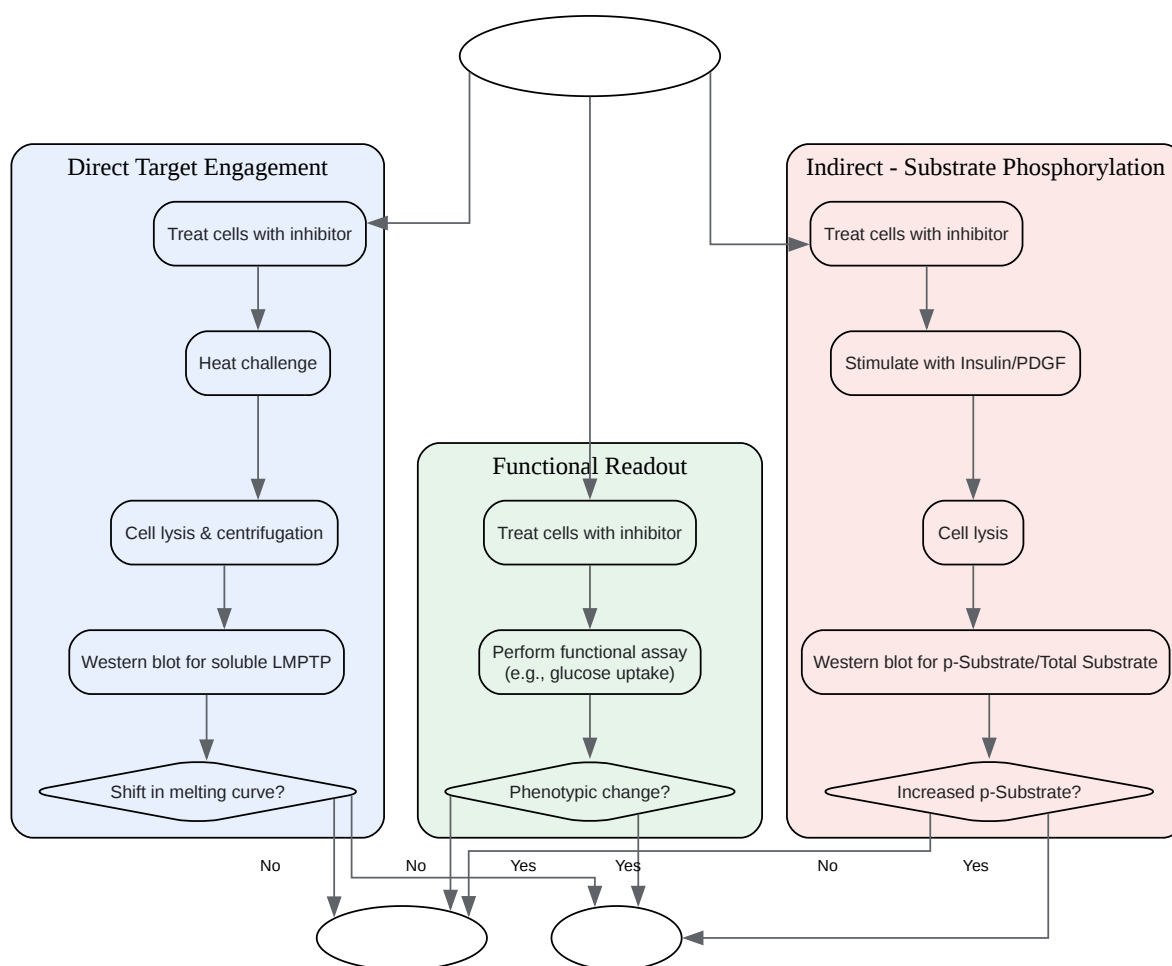 Direct Target Engagement
Treat cells with inhibitor
Heat challenge
Cell lysis & centrifugation
Western blot for soluble LMPTP
Shift in melting curve?
Functional Readout
Treat cells with inhibitor
Perform functional assay
(e.g., glucose uptake)
Phenotypic change?
Indirect - Substrate Phosphorylation
Treat cells with inhibitor
Stimulate with Insulin/PDGF
Cell lysis
Western blot for p-Substrate/Total Substrate
Increased p-Substrate?
No
No
Yes
Yes
No
Yes